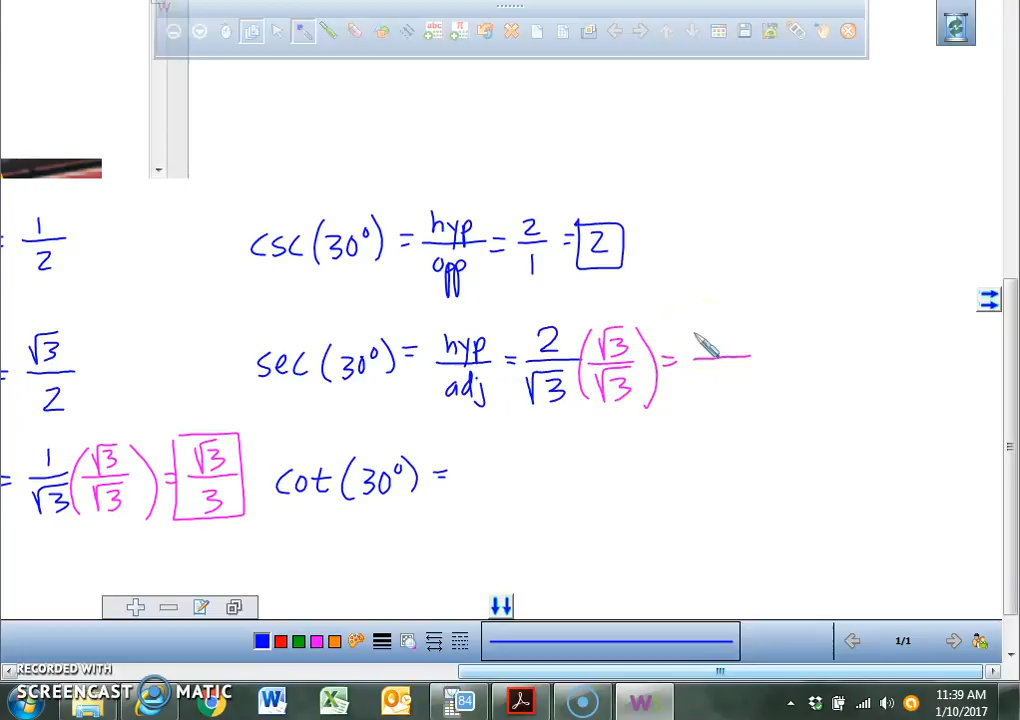 = 1/2
csc(30°) = hyp/opp = 2/1 = 2
= √3/2
sec(30°) = hyp/adj = 2/√3 (√3/√3) =
= 1/√3 (√3/√3) = √3/3
cot(30°) =
1/1
RECORDED WITH
SCREENCAST MATIC
84
11:39 AM
1/10/2017